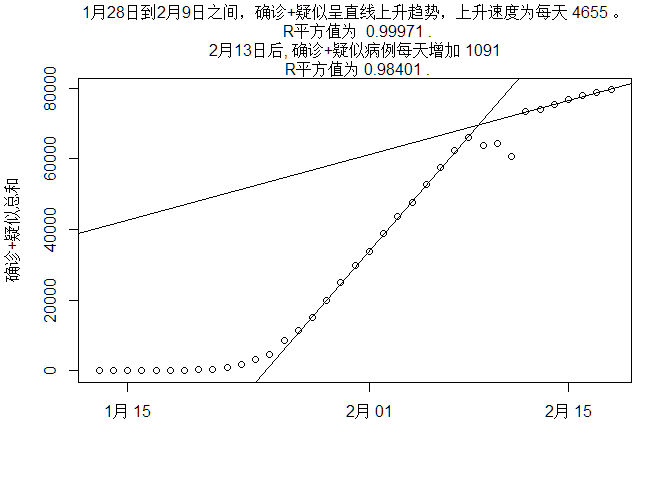 1月28日到2月9日之间，确诊+疑似呈直线上升趋势，上升速度为每天 4655 。
R平方值为  0.99971 .
2月13日后, 确诊+疑似病例每天增加 1091
R平方值为 0.98401 .
确诊+疑似总和
80000
60000
40000
20000
0
1月 15
2月 01
2月 15